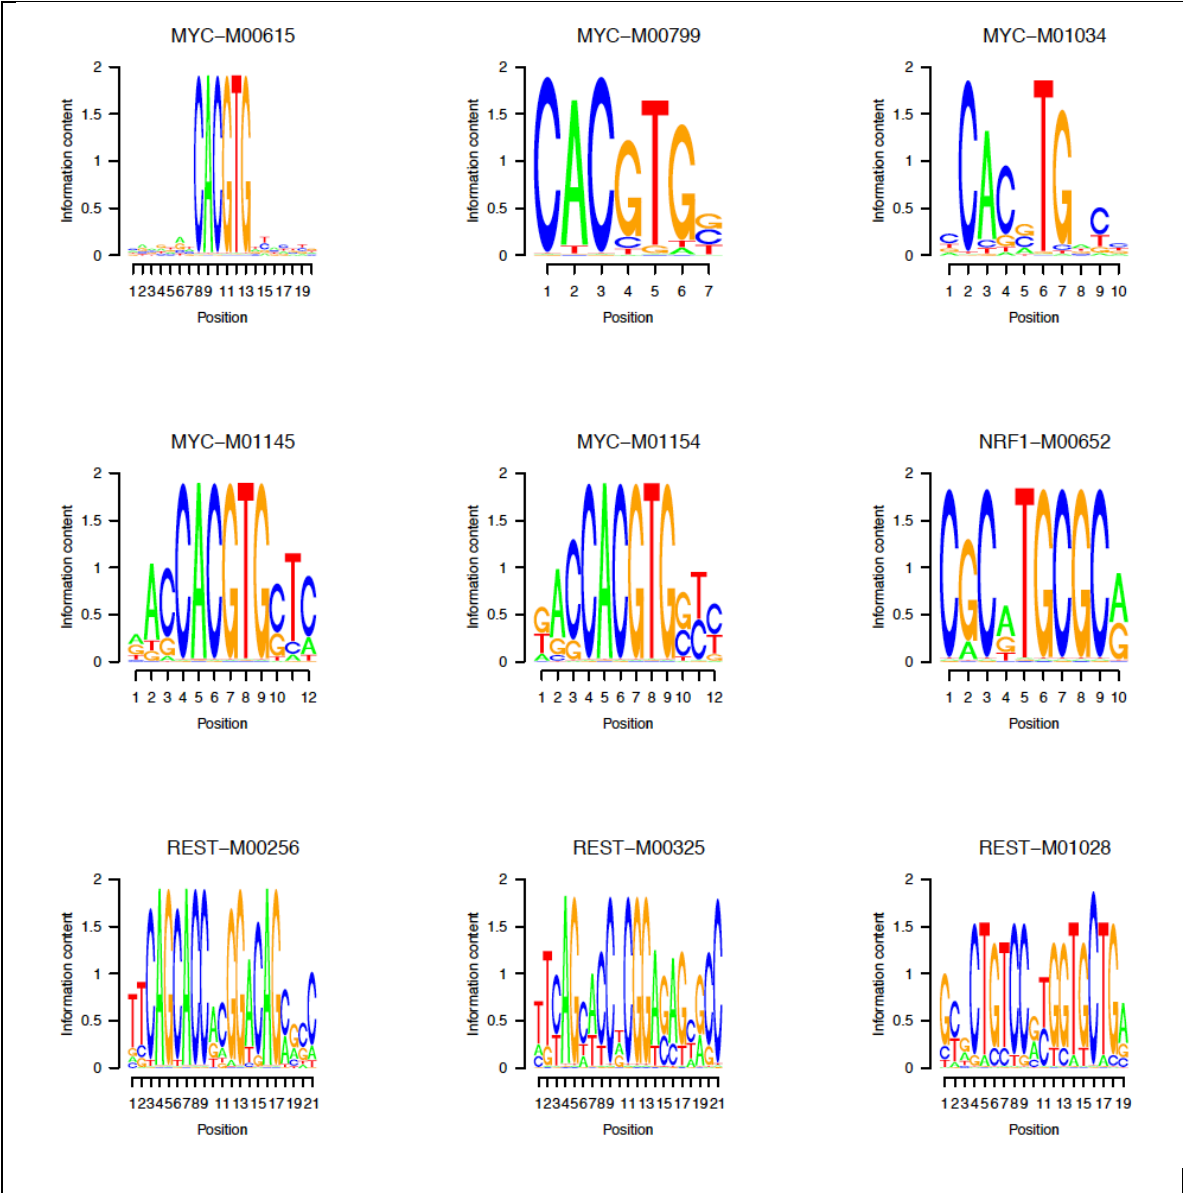 MYC−M00615
MYC−M00799
MYC−M01034
Information content
0 0.5 1 1.5 2
CACGTG
1 2 3 4 5 6 7 8 9 11 13 15 17 19
Position
Information content
0 0.5 1 1.5 2
CACGTGG
1 2 3 4 5 6 7
Position
Information content
0 0.5 1 1.5 2
1 2 3 4 5 6 7 8 9 10
Position
MYC−M01145
MYC−M01154
NRF1−M00652
Information content
0 0.5 1 1.5 2
AACCACGTGCTC
1 2 3 4 5 6 7 8 9 10 12
Position
Information content
0 0.5 1 1.5 2
GACCACGTGGTC
1 2 3 4 5 6 7 8 9 10 12
Position
Information content
0 0.5 1 1.5 2
CGCATGCGCA
1 2 3 4 5 6 7 8 9 10
Position
REST−M00256
REST−M00325
REST−M01028
Information content
0 0.5 1 1.5 2
1 2 3 4 5 6 7 8 9 11 13 15 17 19 21
Position
Information content
0 0.5 1 1.5 2
1 2 3 4 5 6 7 8 9 11 13 15 17 19 21
Position
Information content
0 0.5 1 1.5 2
1 2 3 4 5 6 7 8 9 11 13 15 17 19
Position